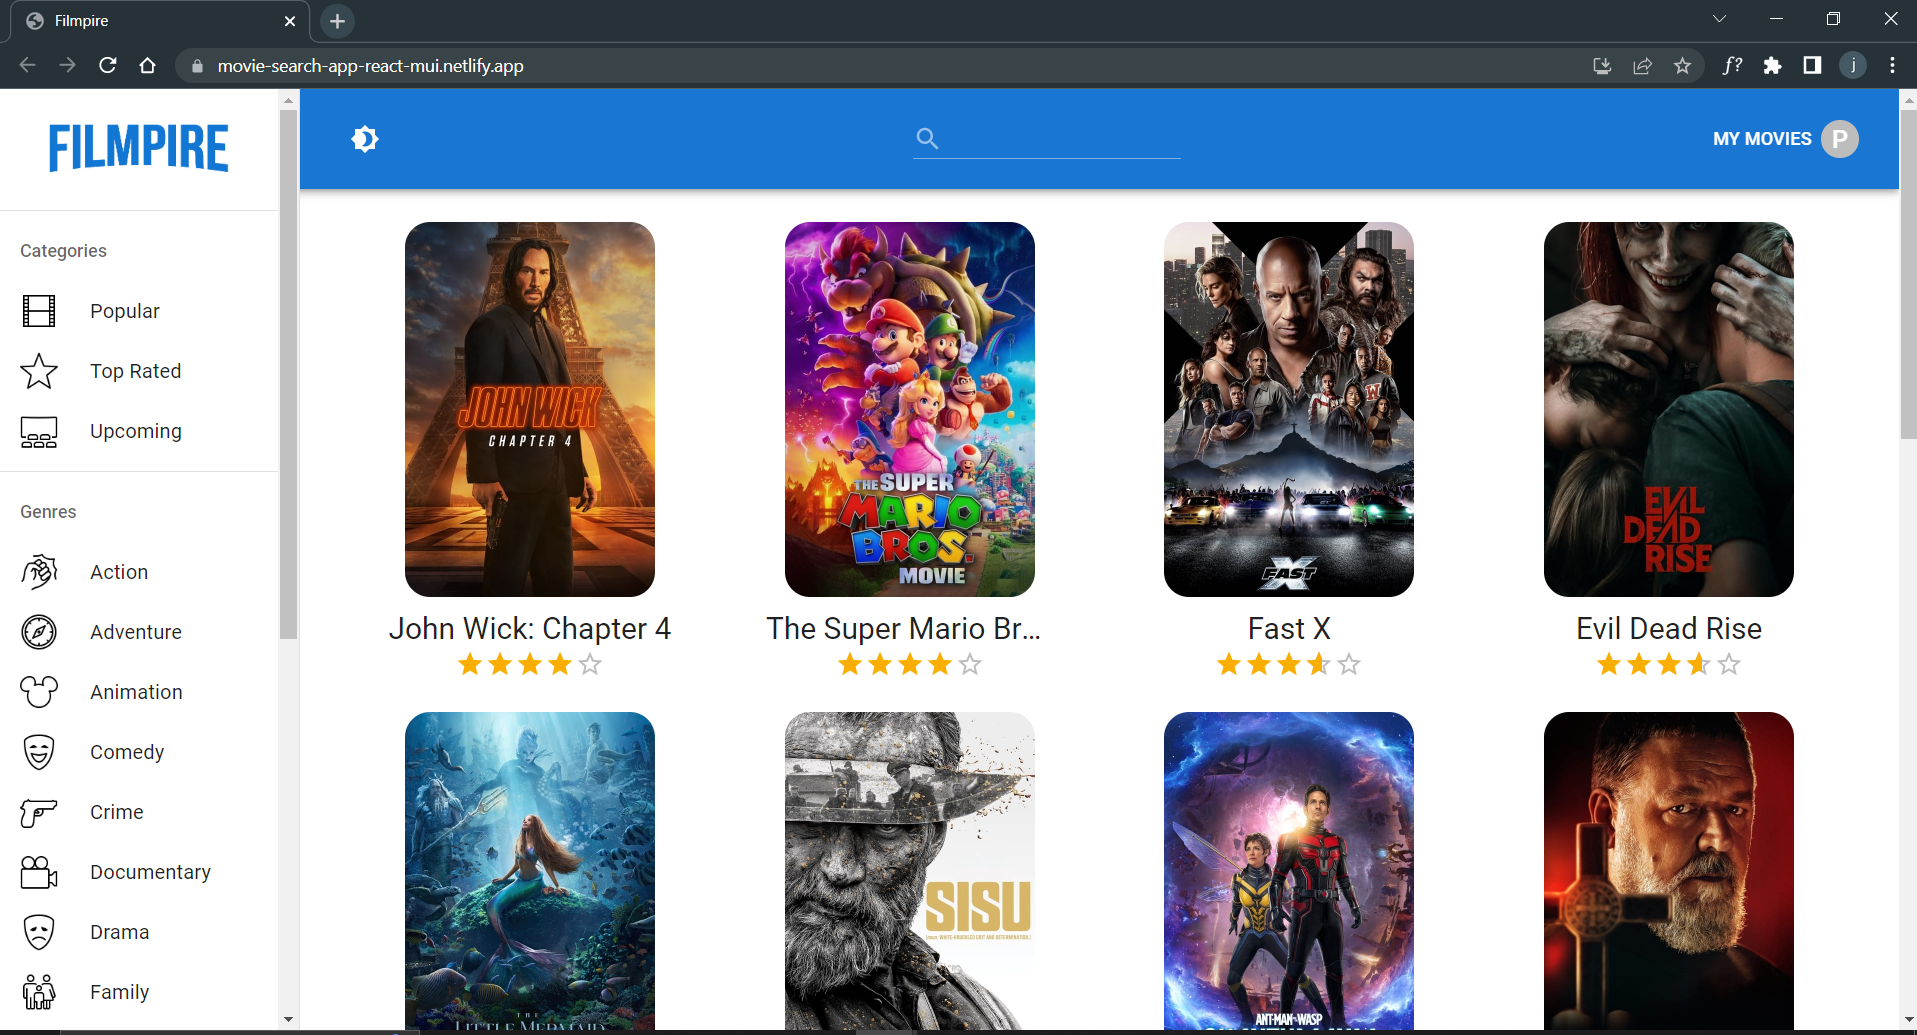 Filmpire
movie-search-app-react-mui.netlify.app
f?
j
FILMPIRE
MY MOVIES P
Categories
Popular
Top Rated
Upcoming
Genres
Action
Adventure
Animation
Comedy
Crime
Documentary
Drama
Family
JOHN WICK
CHAPTER 4
THE SUPER
MARIO
BROS.
MOVIE
FAST X
EVIL
DEAD
RISE
John Wick: Chapter 4
The Super Mario Br...
Fast X
Evil Dead Rise
THE
LITTLE MERMAID
SISU
ANT-MAN AND THE WASP